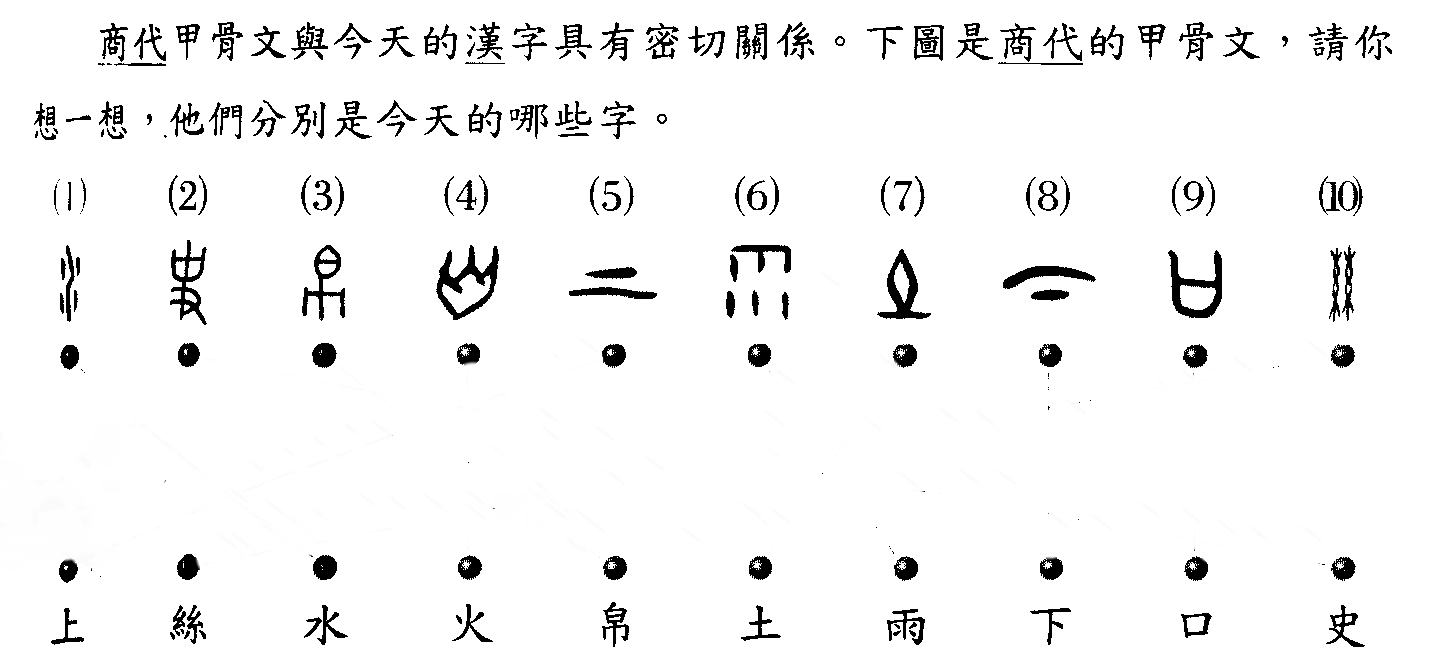 商代甲骨文與今天的漢字具有密切關係。下圖是商代的甲骨文，請你
想一想，他們分別是今天的哪些字。
(1) (2) (3) (4) (5) (6) (7) (8) (9) (10)
上 絲 水 火 帛 土 雨 下 口 史